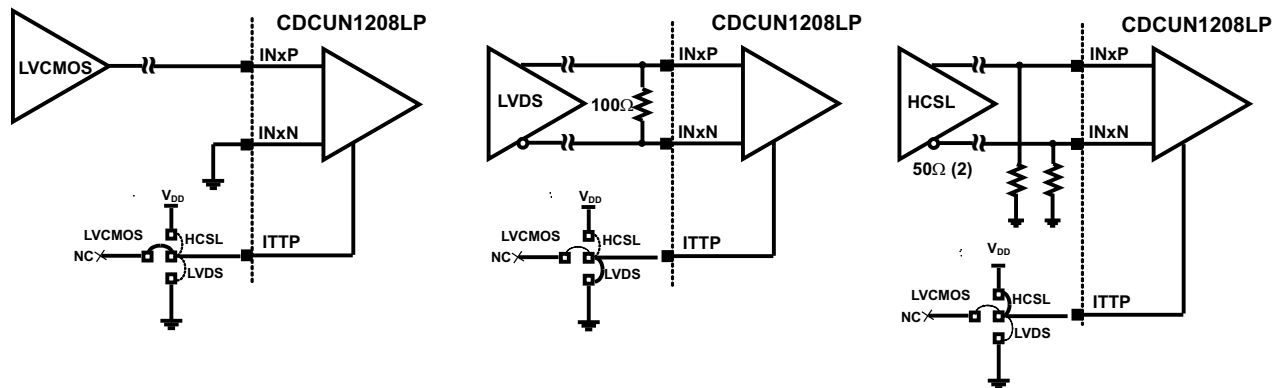 CDCUN1208LP
LVCMOS
INxP
INxN
VDD
LVCMOS
HCSL
NC
LVDS
ITTP
CDCUN1208LP
LVDS
100Ω
INxP
INxN
VDD
LVCMOS
HCSL
NC
LVDS
ITTP
CDCUN1208LP
HCSL
INxP
INxN
50Ω (2)
VDD
LVCMOS
HCSL
NC
LVDS
ITTP